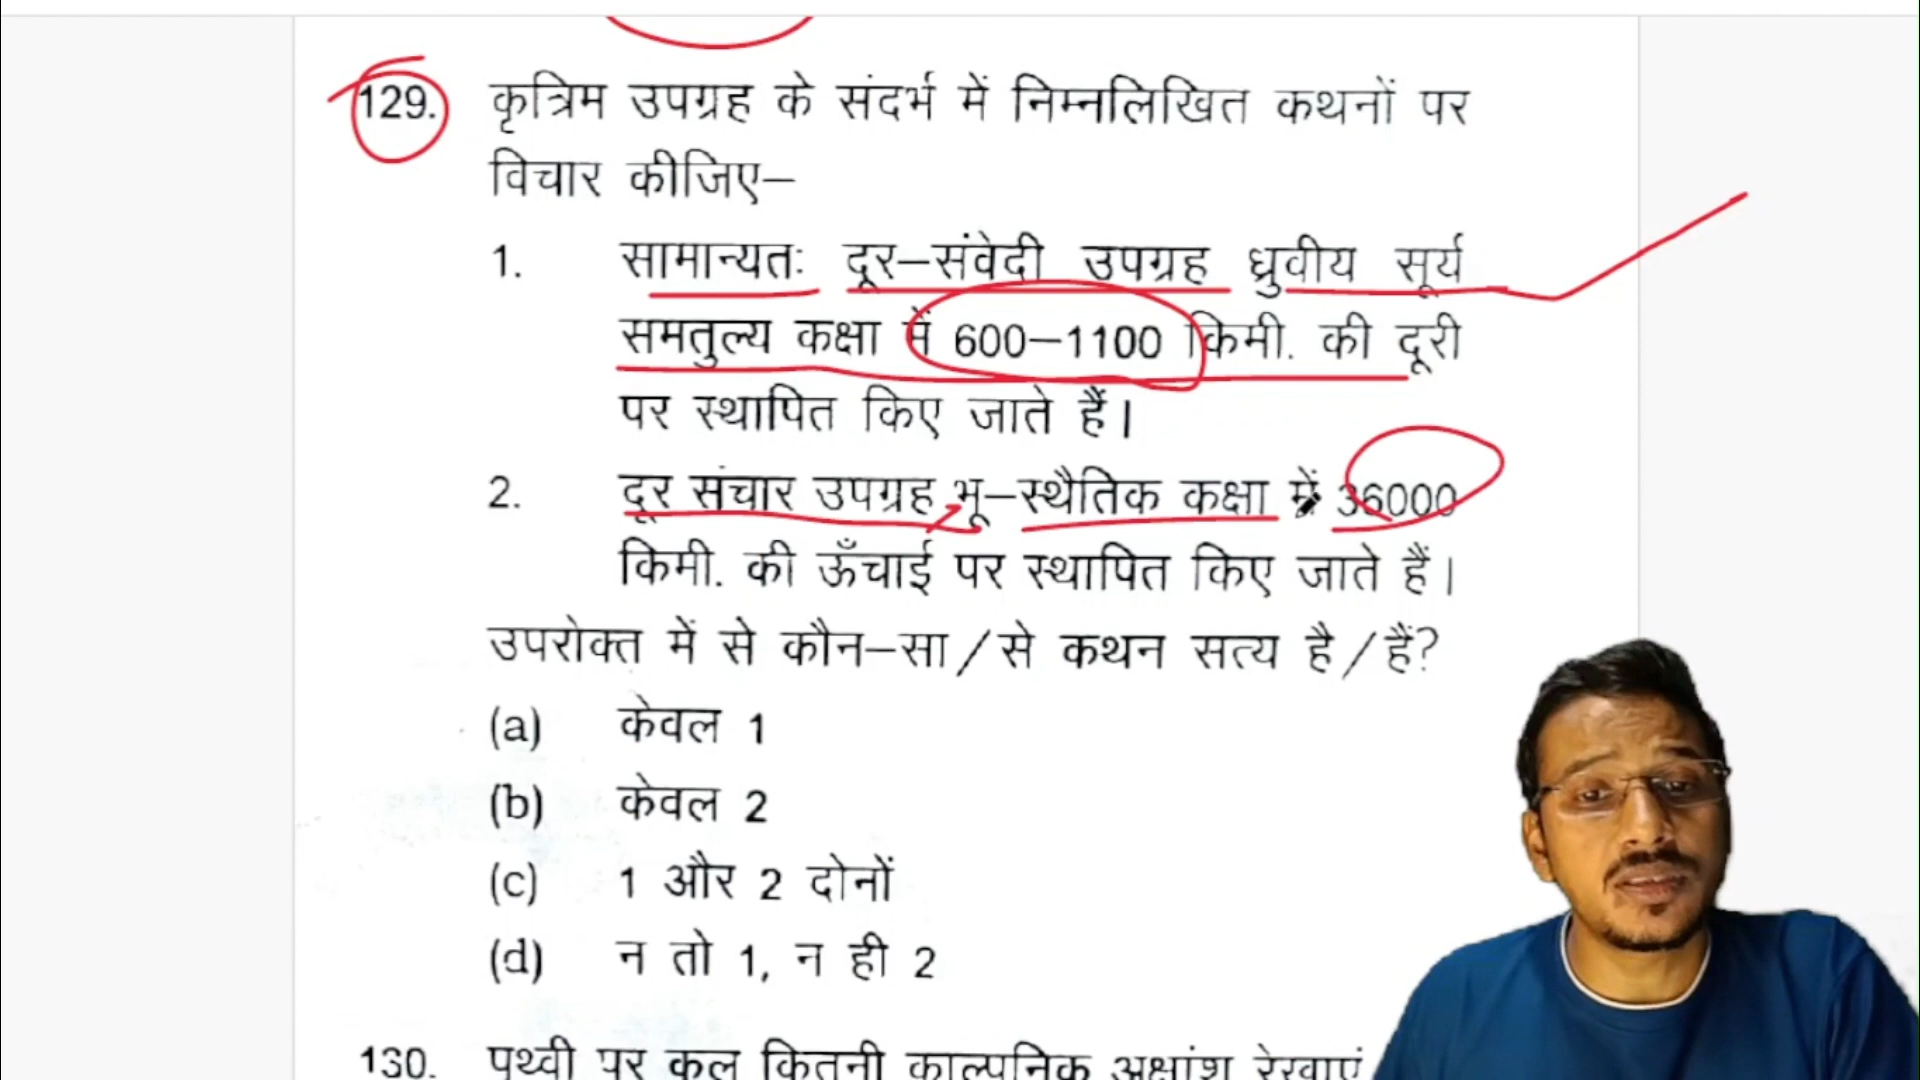 129. कृत्रिम उपग्रह के संदर्भ में निम्नलिखित कथनों पर
विचार कीजिए–
1. सामान्यतः दूर–संवेदी उपग्रह ध्रुवीय सूर्य
समतुल्य कक्षा में 600–1100 किमी. की दूरी
पर स्थापित किए जाते हैं।
2. दूर संचार उपग्रह भू–स्थैतिक कक्षा में 36000
किमी. की ऊँचाई पर स्थापित किए जाते हैं।
उपरोक्त में से कौन–सा/से कथन सत्य है/हैं?
(a) केवल 1
(b) केवल 2
(c) 1 और 2 दोनों
(d) न तो 1, न ही 2
130. पृथ्वी पर कुल कितनी काल्पनिक अक्षांश रेखाएं